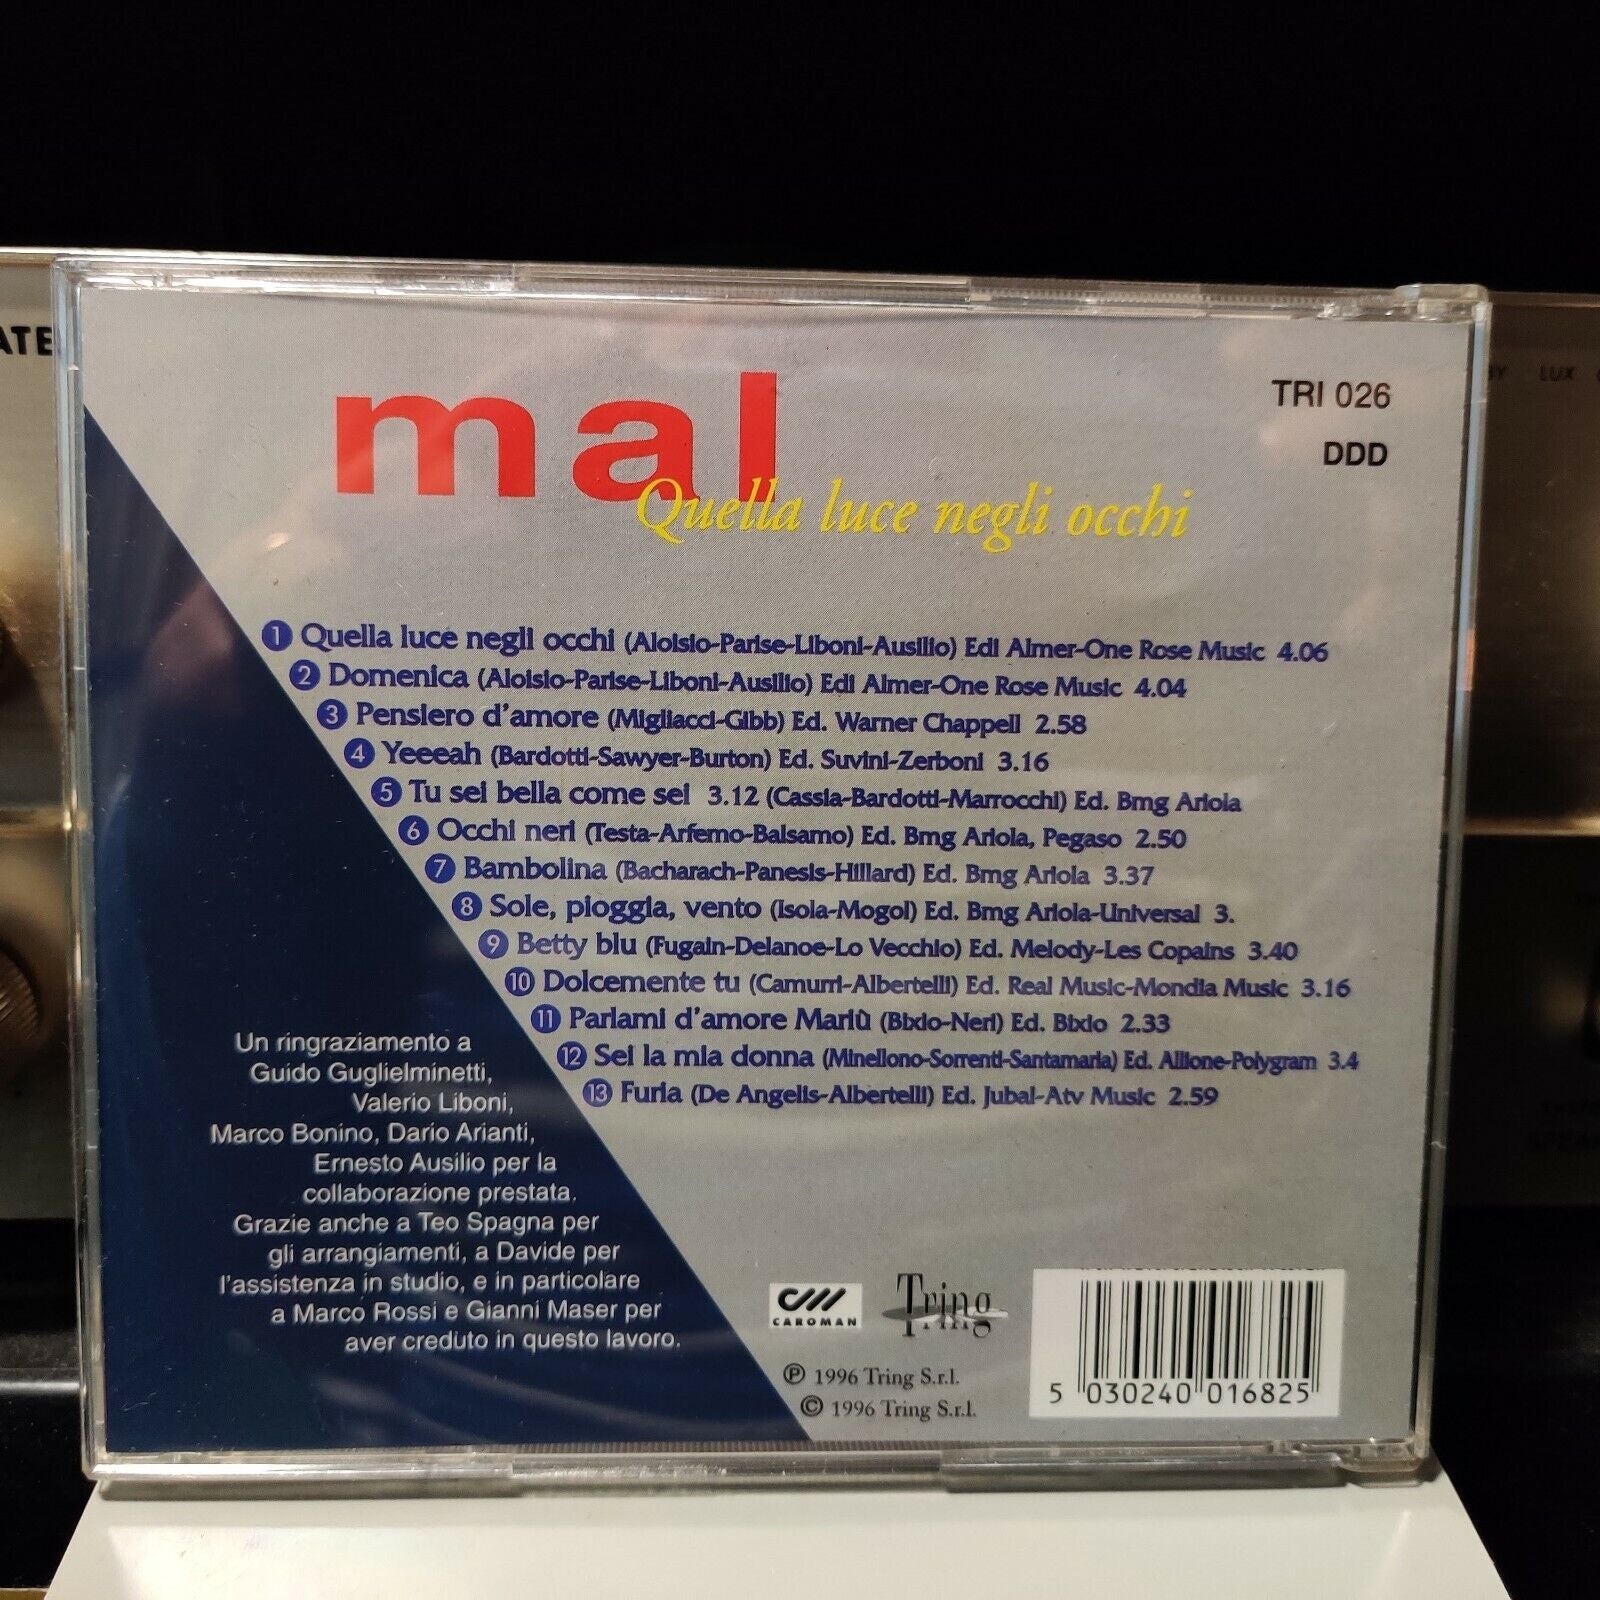 ATE
BY LUX
mal
Quella luce negli occhi
TRI 026
DDD
1 Quella luce negli occhi (Aloisio-Parise-Liboni-Ausilio) Edi Almer-One Rose Music 4.06
2 Domenica (Aloisio-Parise-Liboni-Ausilio) Edi Almer-One Rose Music 4.04
3 Pensiero d'amore (Migliacci-Gibb) Ed. Warner Chappell 2.58
4 Yeeeah (Bardotti-Sawyer-Burton) Ed. Suvini-Zerboni 3.16
5 Tu sei bella come sei 3.12 (Cassia-Bardotti-Marrocchi) Ed. Bmg Ariola
6 Occhi neri (Testa-Arfemo-Balsamo) Ed. Bmg Ariola, Pegaso 2.50
7 Bambolina (Bacharach-Panesis-Hillard) Ed. Bmg Ariola 3.37
8 Sole, pioggia, vento (Isola-Mogol) Ed. Bmg Ariola-Universal 3.
9 Betty blu (Fugain-Delanoe-Lo Vecchio) Ed. Melody-Les Copains 3.40
10 Dolcemente tu (Camurri-Albertelli) Ed. Real Music-Mondia Music 3.16
11 Parlami d'amore Mariù (Bixio-Neri) Ed. Bixio 2.33
12 Sei la mia donna (Minellono-Sorrenti-Santamaria) Ed. Allione-Polygram 3.4
13 Furia (De Angelis-Albertelli) Ed. Jubal-Atv Music 2.59
Un ringraziamento a
Guido Guglielminetti,
Valerio Liboni,
Marco Bonino, Dario Arianti,
Ernesto Ausilio per la
collaborazione prestata.
Grazie anche a Teo Spagna per
gli arrangiamenti, a Davide per
l'assistenza in studio, e in particolare
a Marco Rossi e Gianni Maser per
aver creduto in questo lavoro.
CAROMAN
Tring
℗ 1996 Tring S.r.l.
© 1996 Tring S.r.l.
5 030240 016825